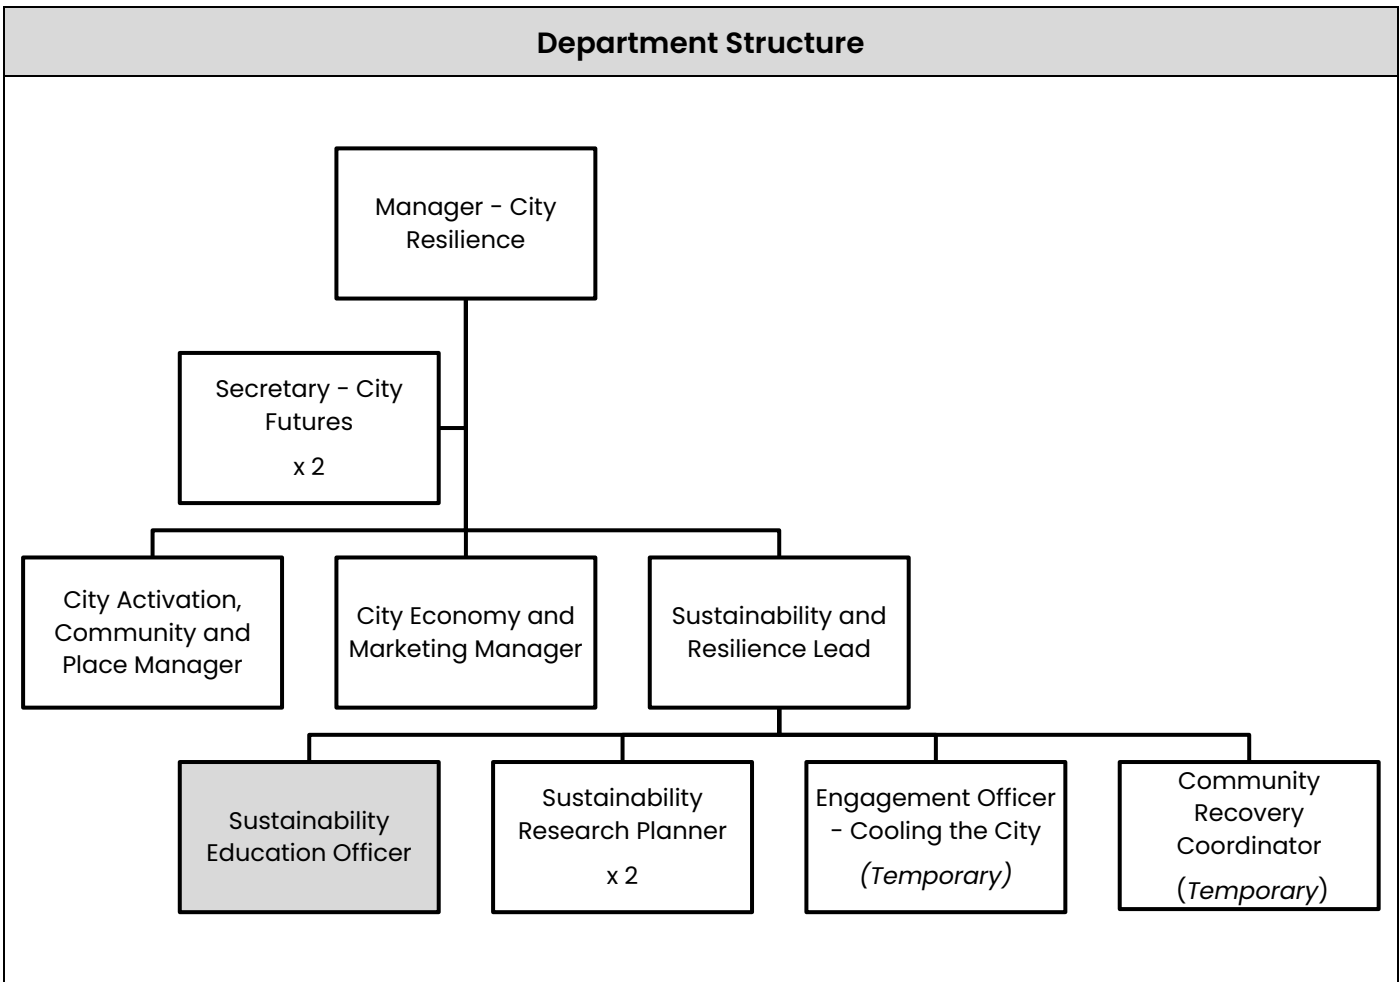 Department Structure
Manager - City
Resilience
Secretary - City
Futures
x 2
City Activation,
Community and
Place Manager
City Economy and
Marketing Manager
Sustainability and
Resilience Lead
Sustainability
Education Officer
Sustainability
Research Planner
x 2
Engagement Officer
- Cooling the City
(Temporary)
Community
Recovery
Coordinator
(Temporary)